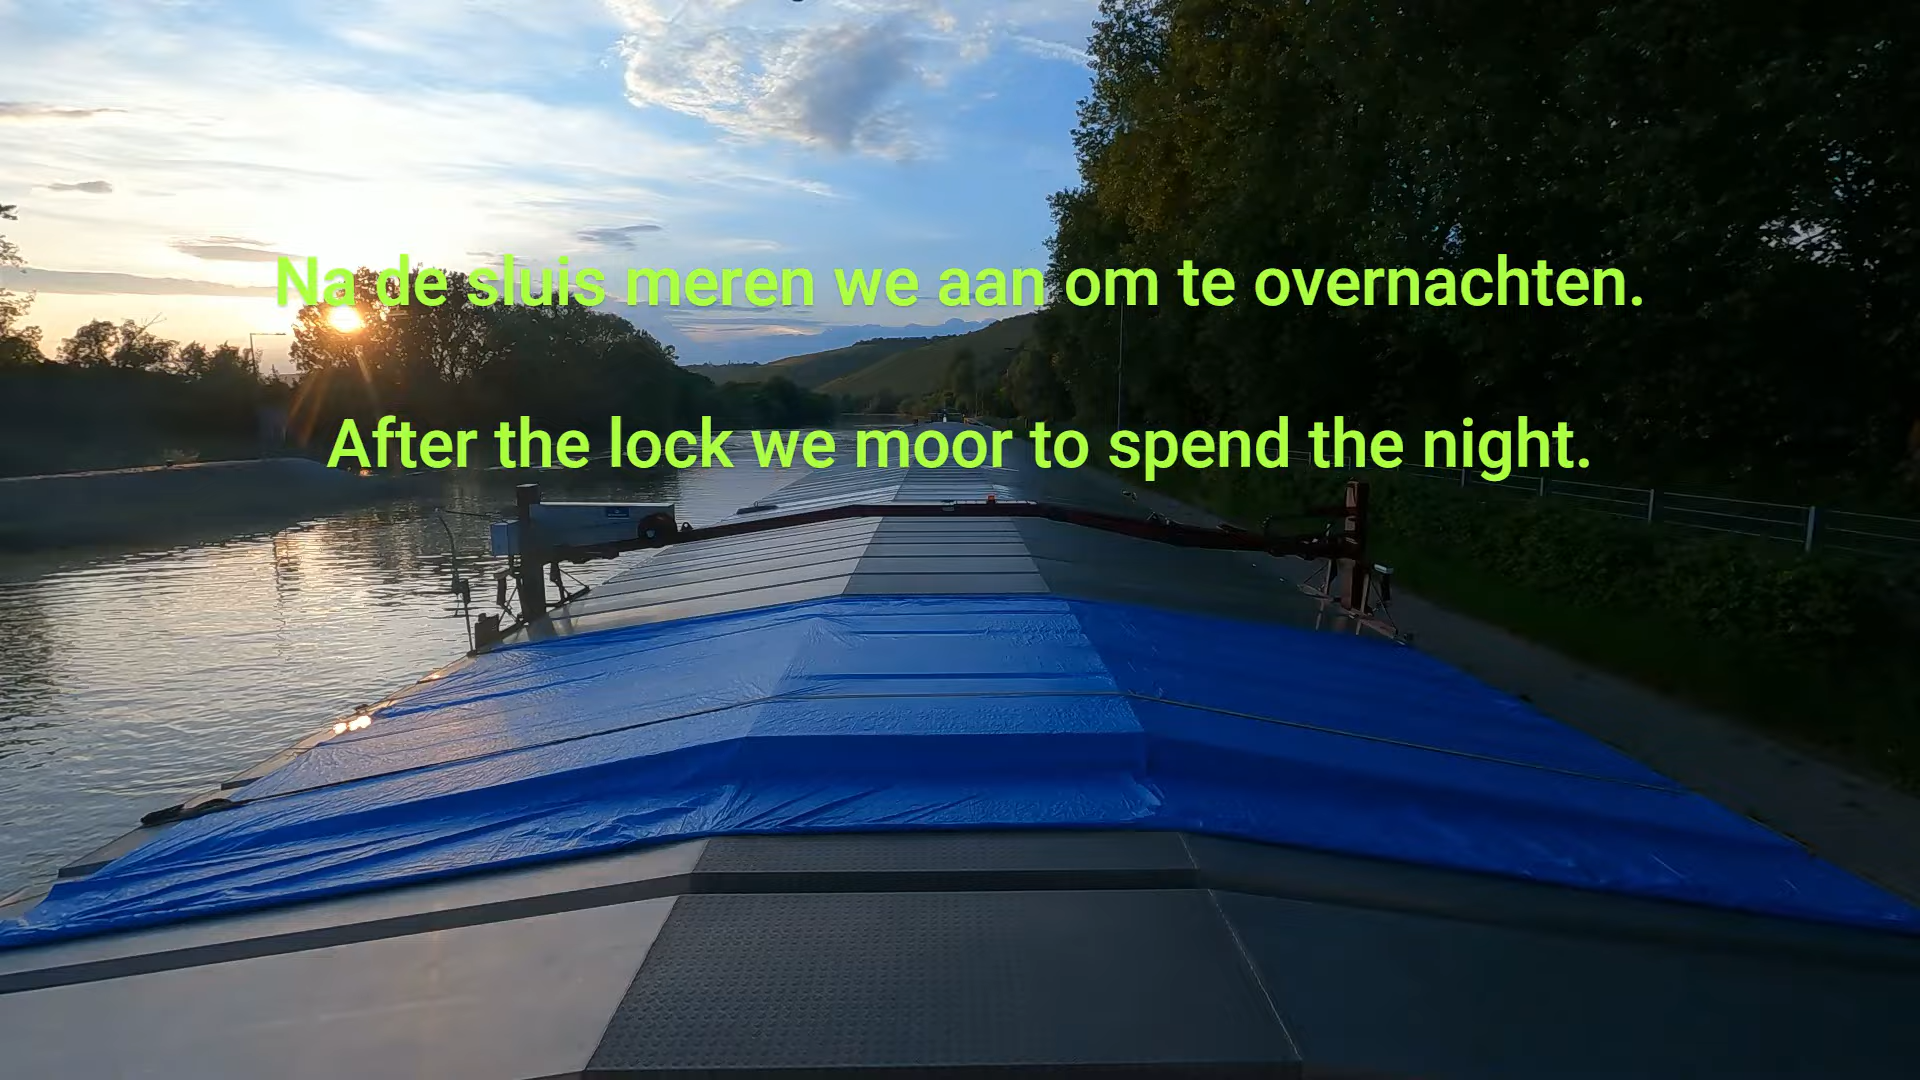 Na de sluis meren we aan om te overnachten.
After the lock we moor to spend the night.